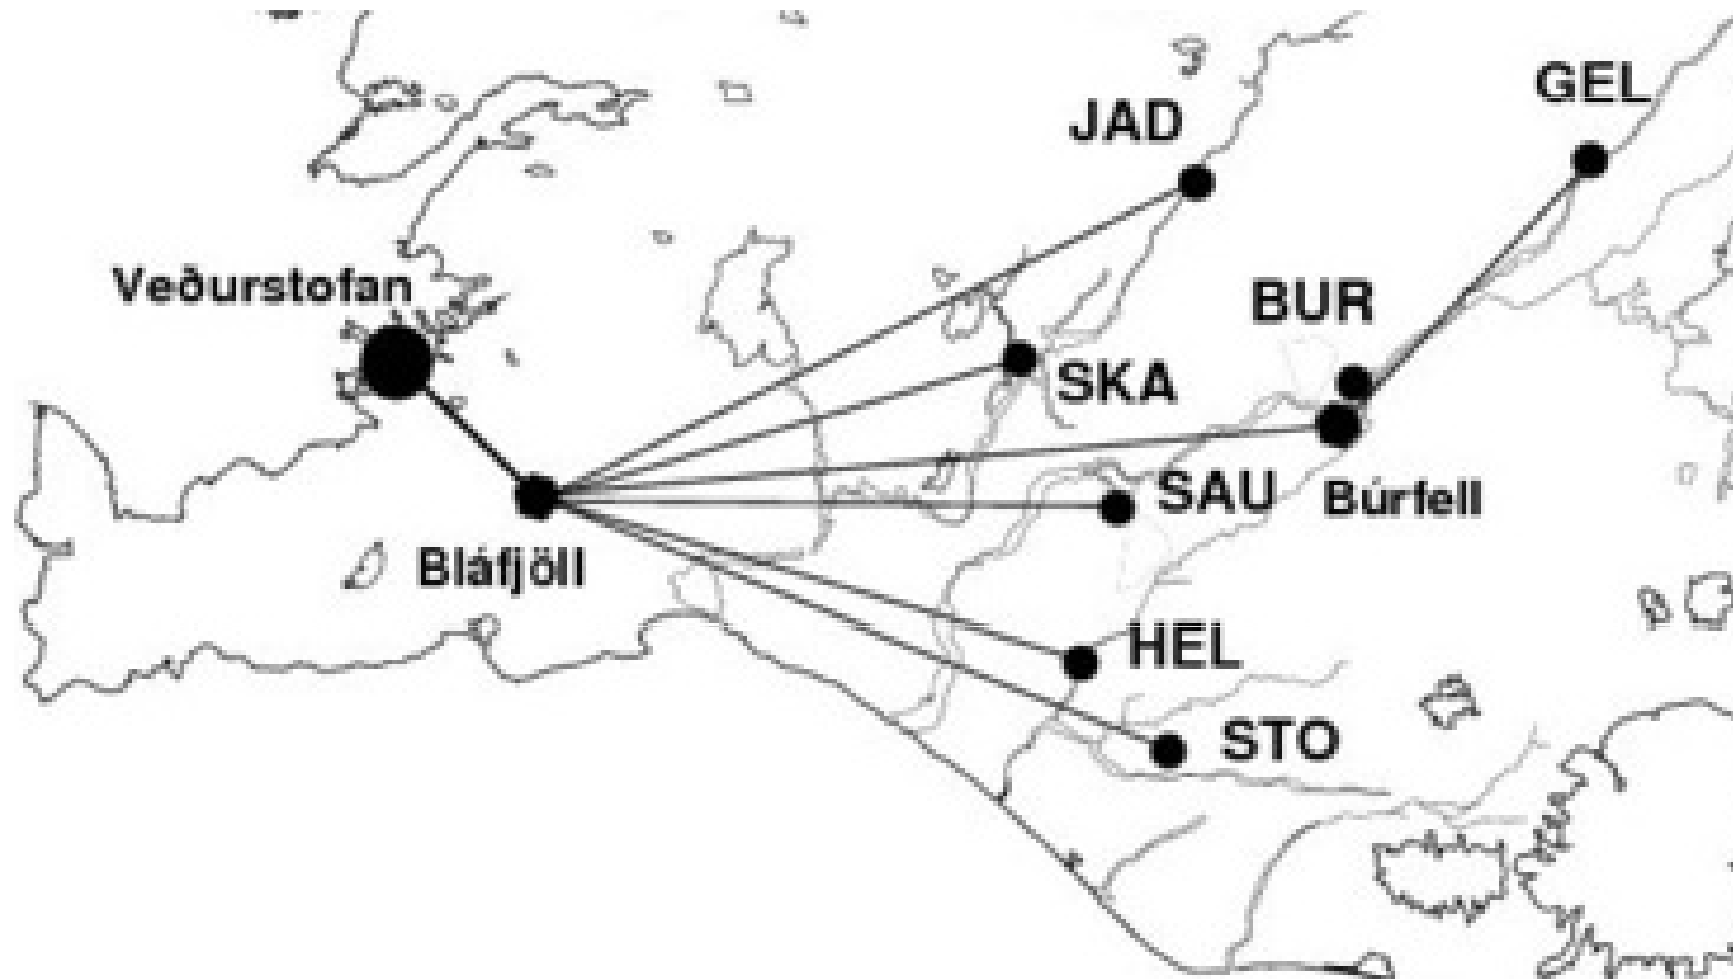 GEL
JAD
Veðurstofan
BUR
SKA
SAU
Búrfell
Bláfjöll
HEL
STO